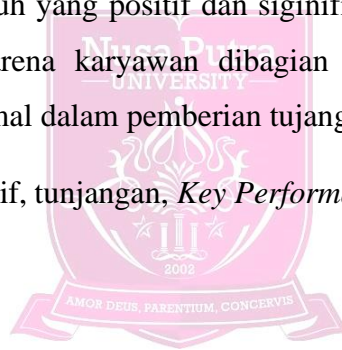 uh yang positif dan siginifi
Nusa Putra
arena karyawan dibagian
UNIVERSITY
nal dalam pemberian tujang
if, tunjangan, Key Performa
2002
AMOR DEUS, PARENTIUM, CONCERVIS